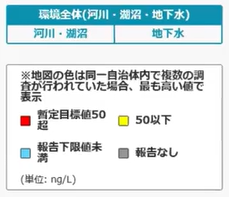 環境全体(河川・湖沼・地下水)
河川・湖沼
地下水
※地図の色は同一自治体内で複数の調
査が行われていた場合、最も高い値で
表示
暫定目標値50
超
50以下
報告下限値未
満
報告なし
(単位: ng/L)